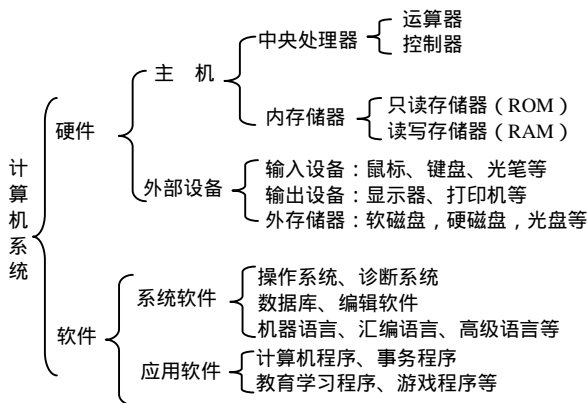 计算机系统
硬件
主 机
中央处理器
运算器
控制器
内存储器
只读存储器（ROM）
读写存储器（RAM）
外部设备
输入设备：鼠标、键盘、光笔等
输出设备：显示器、打印机等
外存储器：软磁盘，硬磁盘，光盘等
软件
系统软件
操作系统、诊断系统
数据库、编辑软件
机器语言、汇编语言、高级语言等
应用软件
计算机程序、事务程序
教育学习程序、游戏程序等